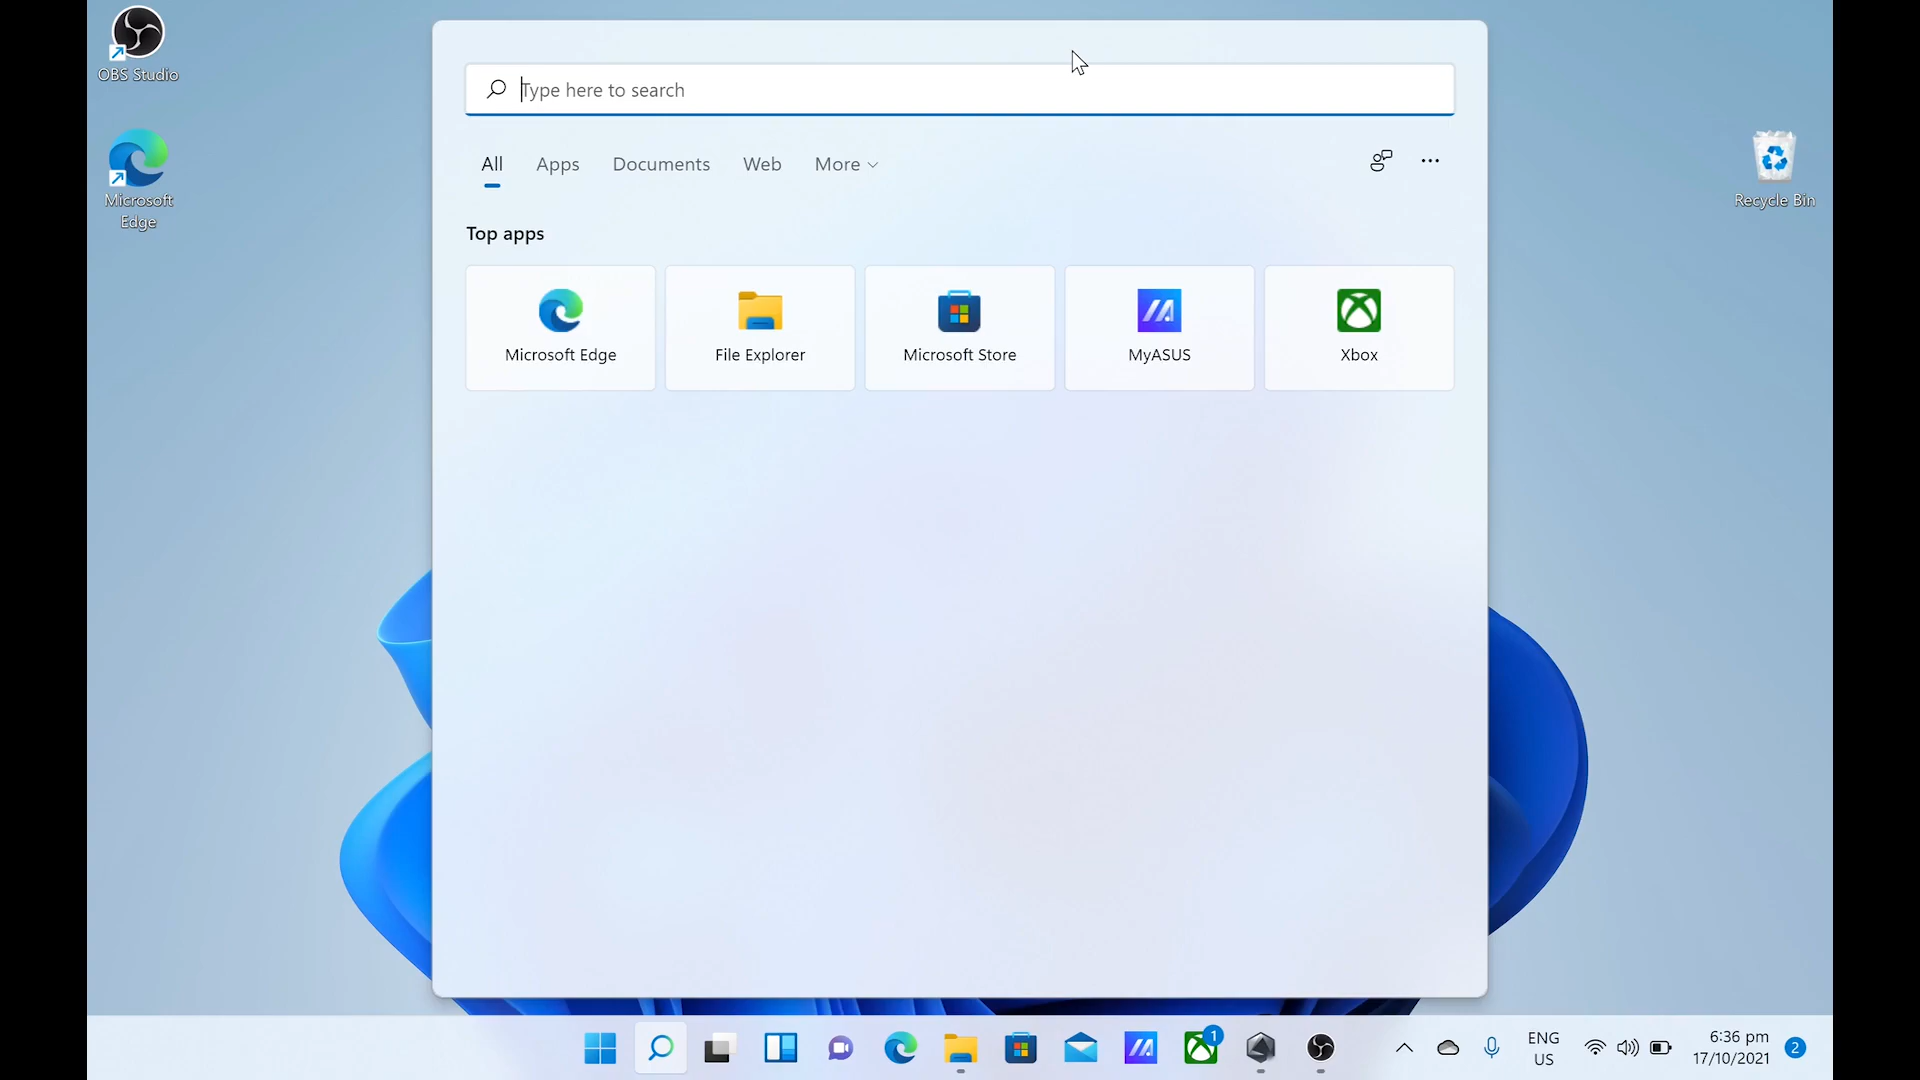 OBS Studio
Microsoft
Edge
Type here to search
All Apps Documents Web More
Top apps
Microsoft Edge File Explorer Microsoft Store MyASUS Xbox
Recycle Bin
1
ENG
US
6:36 pm
17/10/2021
2